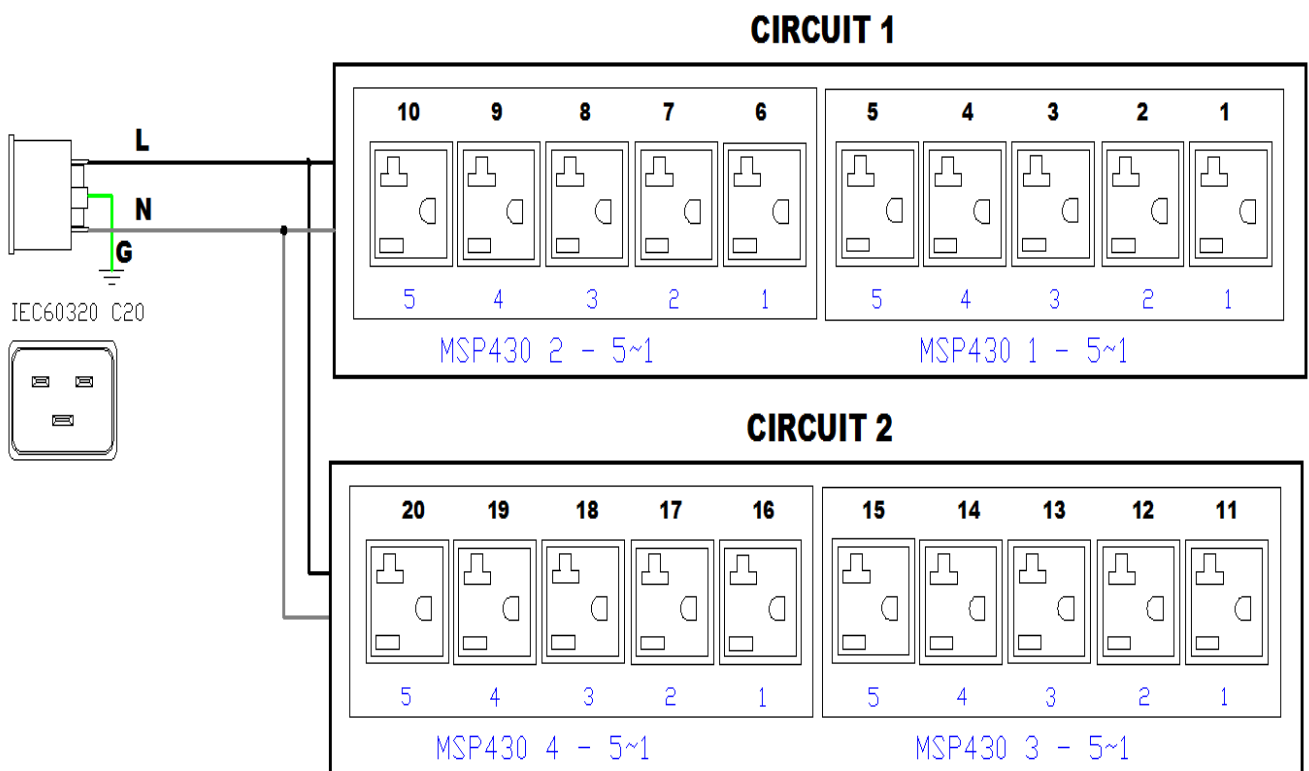 CIRCUIT 1
10 9 8 7 6 5 4 3 2 1
L
N
G
IEC60320 C20
5 4 3 2 1 5 4 3 2 1
MSP430 2 - 5~1 MSP430 1 - 5~1
CIRCUIT 2
20 19 18 17 16 15 14 13 12 11
5 4 3 2 1 5 4 3 2 1
MSP430 4 - 5~1 MSP430 3 - 5~1